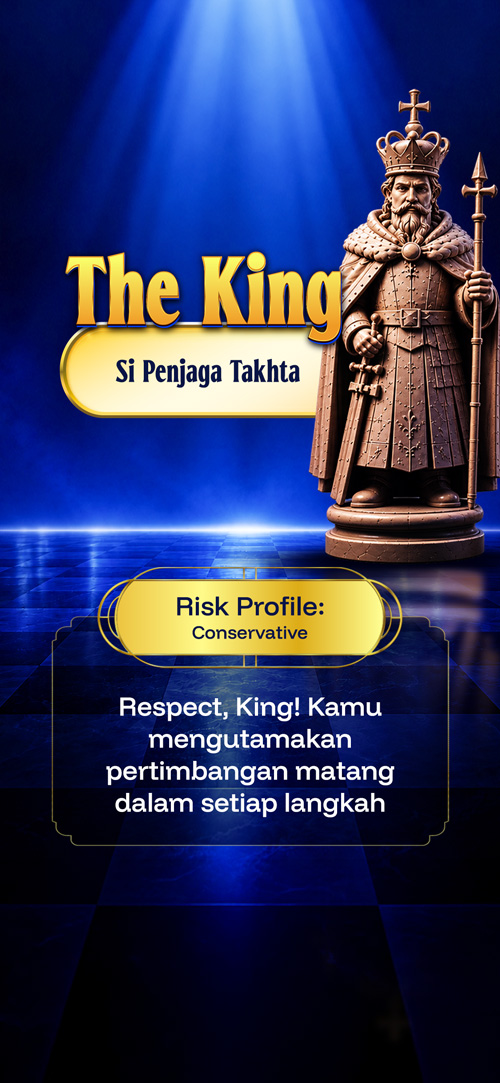 The King
Si Penjaga Takhta
Risk Profile:
Conservative
Respect, King! Kamu
mengutamakan
pertimbangan matang
dalam setiap langkah